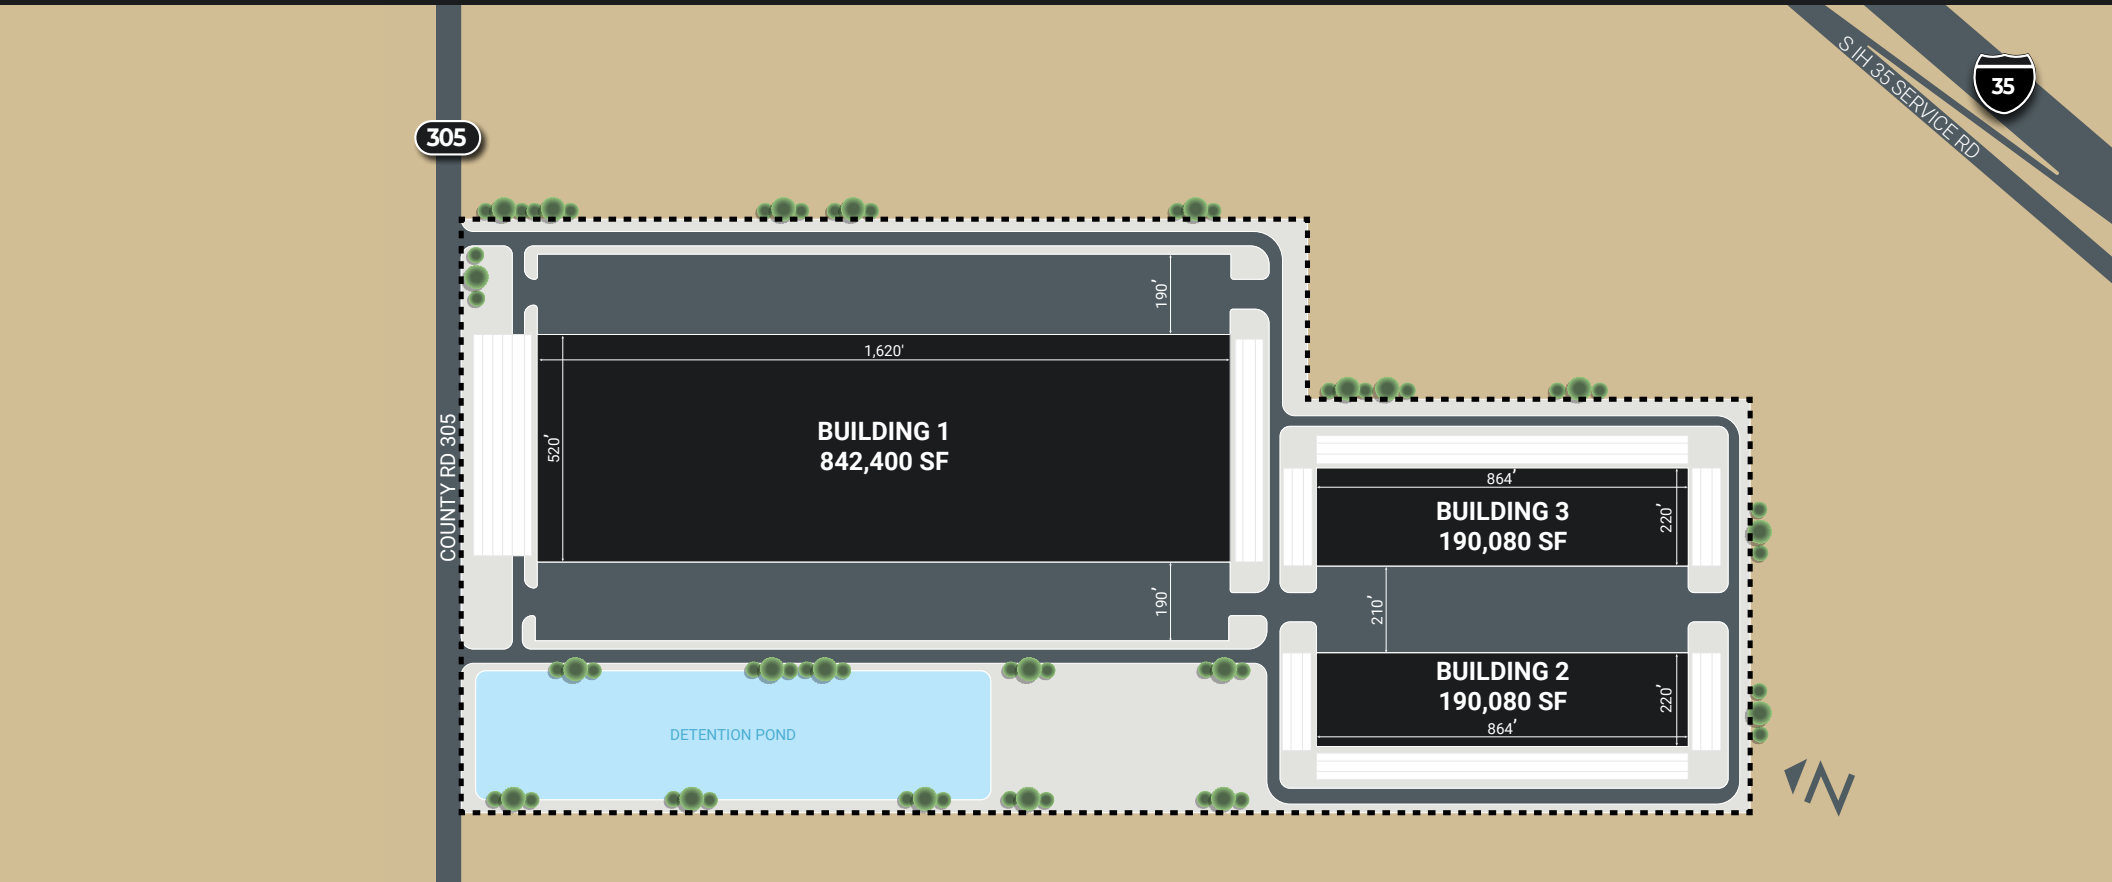 S IH 35 SERVICE RD
35
305
COUNTY RD 305
190'
1,620'
520'
BUILDING 1
842,400 SF
190'
864'
BUILDING 3
190,080 SF
220'
210'
BUILDING 2
190,080 SF
220'
864'
DETENTION POND
N